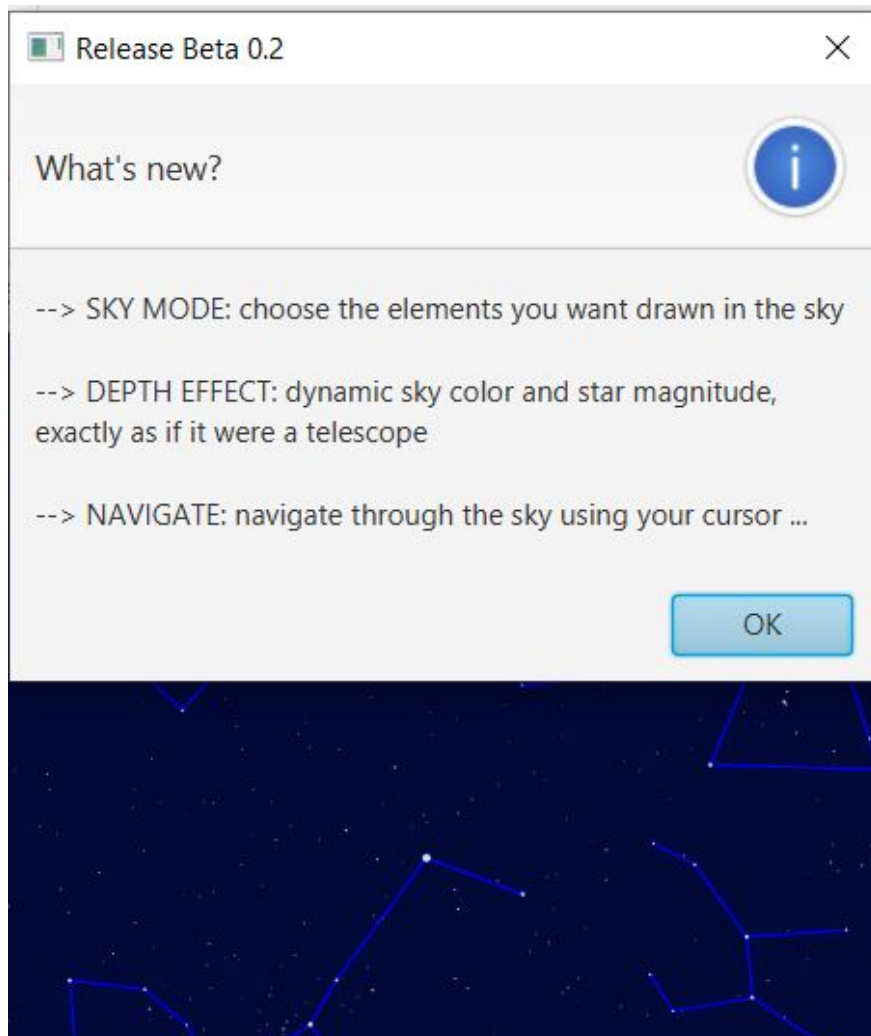 Release Beta 0.2
What's new?
--> SKY MODE: choose the elements you want drawn in the sky
--> DEPTH EFFECT: dynamic sky color and star magnitude,
exactly as if it were a telescope
--> NAVIGATE: navigate through the sky using your cursor ...
OK